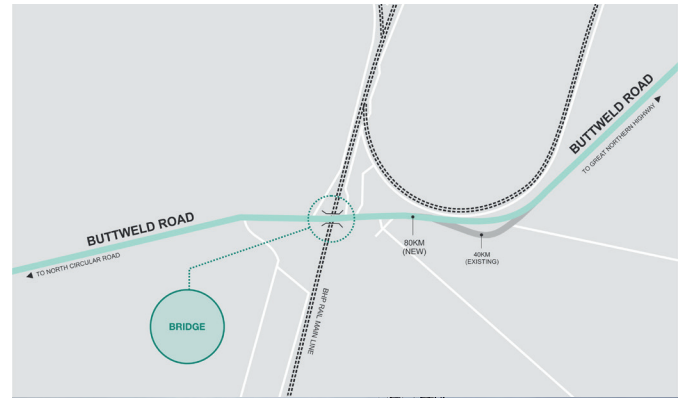 BUTTWELD ROAD
TO GREAT NORTHERN HIGHWAY
BUTTWELD ROAD
TO NORTH CIRCULAR ROAD
80KM
(NEW)
40KM
(EXISTING)
BHP RAIL MAIN LINE
BRIDGE